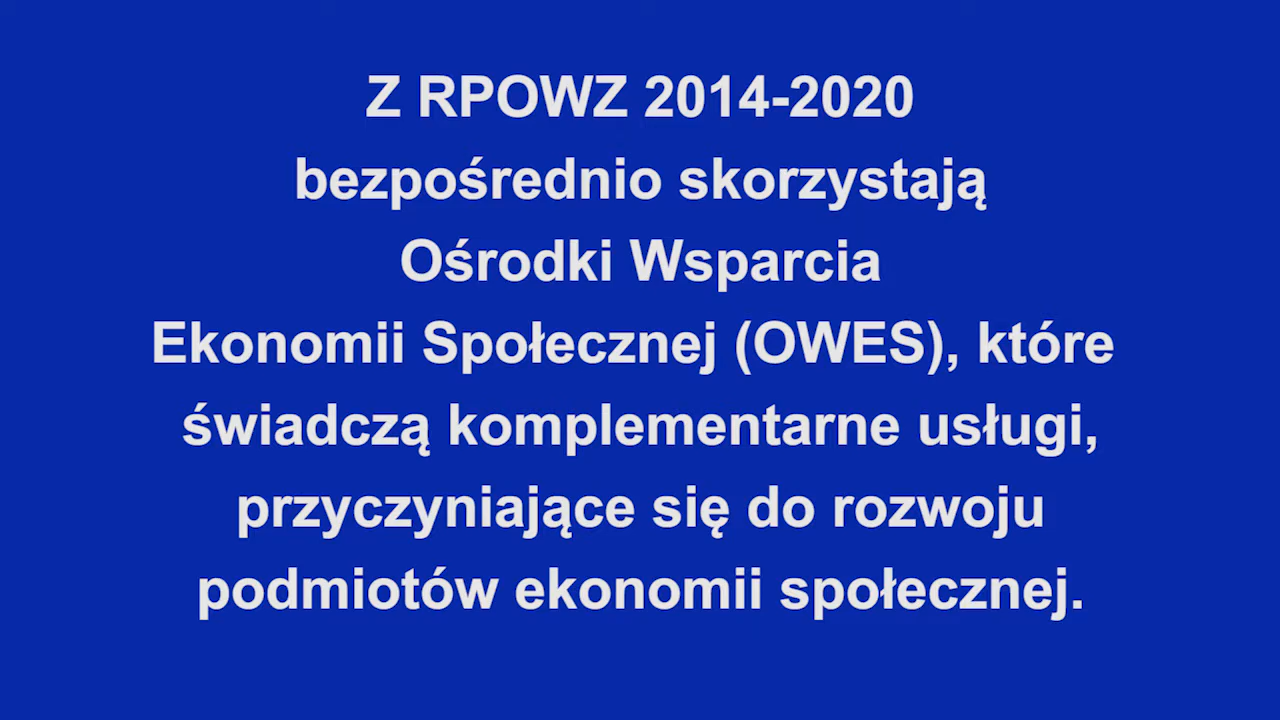 Z RPOWZ 2014-2020
bezpośrednio skorzystają
Ośrodki Wsparcia
Ekonomii Społecznej (OWES), które
świadczą komplementarne usługi,
przyczyniające się do rozwoju
podmiotów ekonomii społecznej.